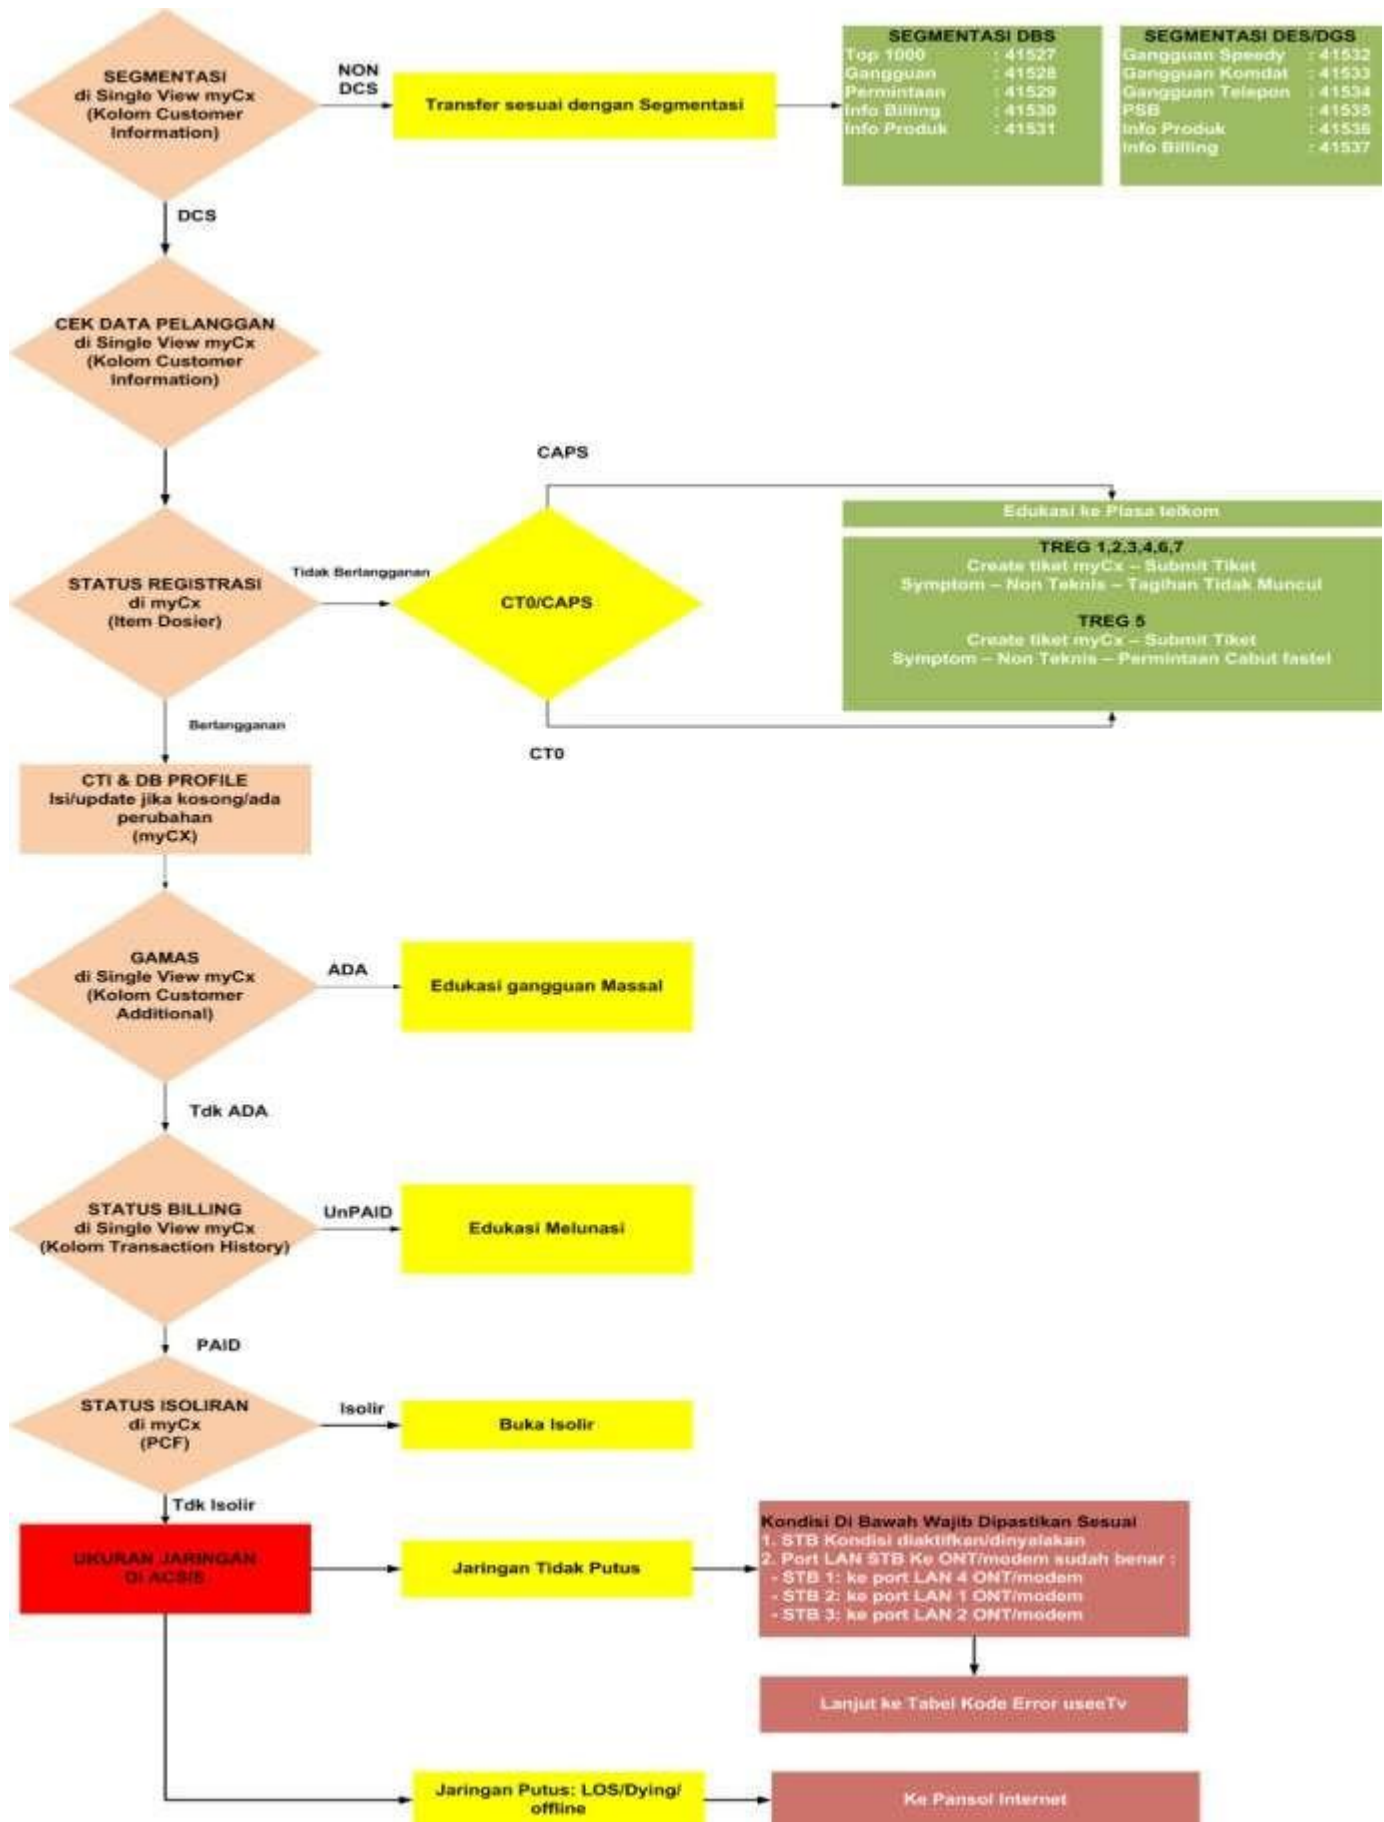 SEGMENTASI
di Single View myCx
(Kolom Customer
Information)
NON
DCS
Transfer sesuai dengan Segmentasi
SEGMENTASI DBS
Top 1000 : 41527
Gangguan : 41528
Permintaan : 41529
Info Billing : 41530
Info Produk : 41531
SEGMENTASI DES/DGS
Gangguan Speedy : 41532
Gangguan Komdat : 41533
Gangguan Telepon : 41534
PSB : 41535
Info Produk : 41536
Info Billing : 41537
DCS
CEK DATA PELANGGAN
di Single View myCx
(Kolom Customer
Information)
STATUS REGISTRASI
di myCx
(Item Dosier)
Tidak Berlangganan
CT0/CAPS
CAPS
Edukasi ke Plasa telkom
TREG 1,2,3,4,6,7
Create tiket myCx – Submit Tiket
Symptom – Non Teknis – Tagihan Tidak Muncul
TREG 5
Create tiket myCx – Submit Tiket
Symptom – Non Teknis – Permintaan Cabut fastel
CT0
Berlangganan
CTI & DB PROFILE
Isi/update jika kosong/ada
perubahan
(myCX)
GAMAS
di Single View myCx
(Kolom Customer
Additional)
ADA
Edukasi gangguan Massal
Tdk ADA
STATUS BILLING
di Single View myCx
(Kolom Transaction History)
UnPAID
Edukasi Melunasi
PAID
STATUS ISOLIRAN
di myCx
(PCF)
Isolir
Buka Isolir
Tdk Isolir
UKURAN JARINGAN
DI ACSIS
Jaringan Tidak Putus
Kondisi Di Bawah Wajib Dipastikan Sesuai
1. STB Kondisi diaktifkan/dinyalakan
2. Port LAN STB Ke ONT/modem sudah benar :
- STB 1: ke port LAN 4 ONT/modem
- STB 2: ke port LAN 1 ONT/modem
- STB 3: ke port LAN 2 ONT/modem
Lanjut ke Tabel Kode Error useeTv
Jaringan Putus: LOS/Dying/
offline
Ke Pansol Internet